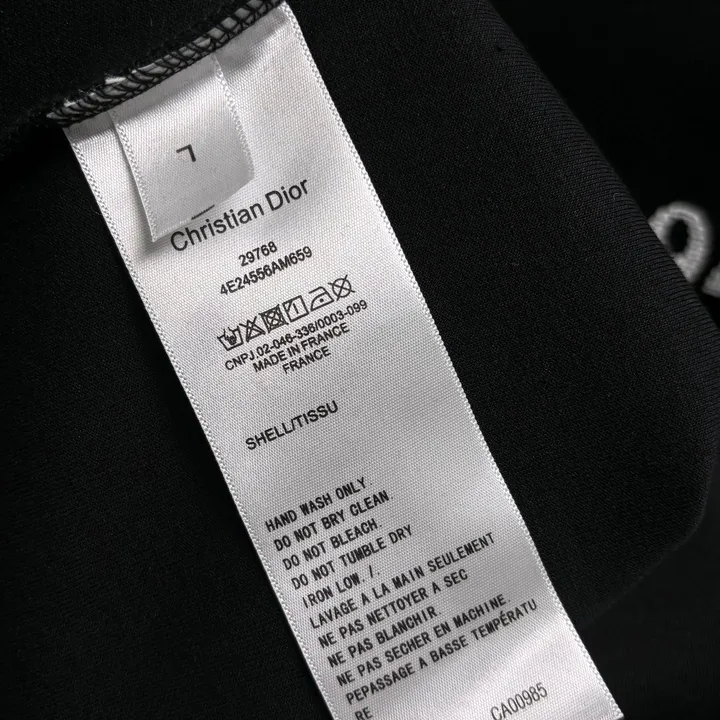 L
Christian Dior
29768
4E24556AM659
CNPJ.02-046-336/0003-099
MADE IN FRANCE
FRANCE
SHELL/TISSU
HAND WASH ONLY.
DO NOT BRY CLEAN.
DO NOT BLEACH.
DO NOT TUMBLE DRY
IRON LOW. /.
LAVAGE A LA MAIN SEULEMENT
NE PAS NETTOYER A SEC
NE PAS BLANCHIR.
NE PAS SECHER EN MACHINE.
PEPASSAGE A BASSE TEMPÉRATU
RE
CA00985